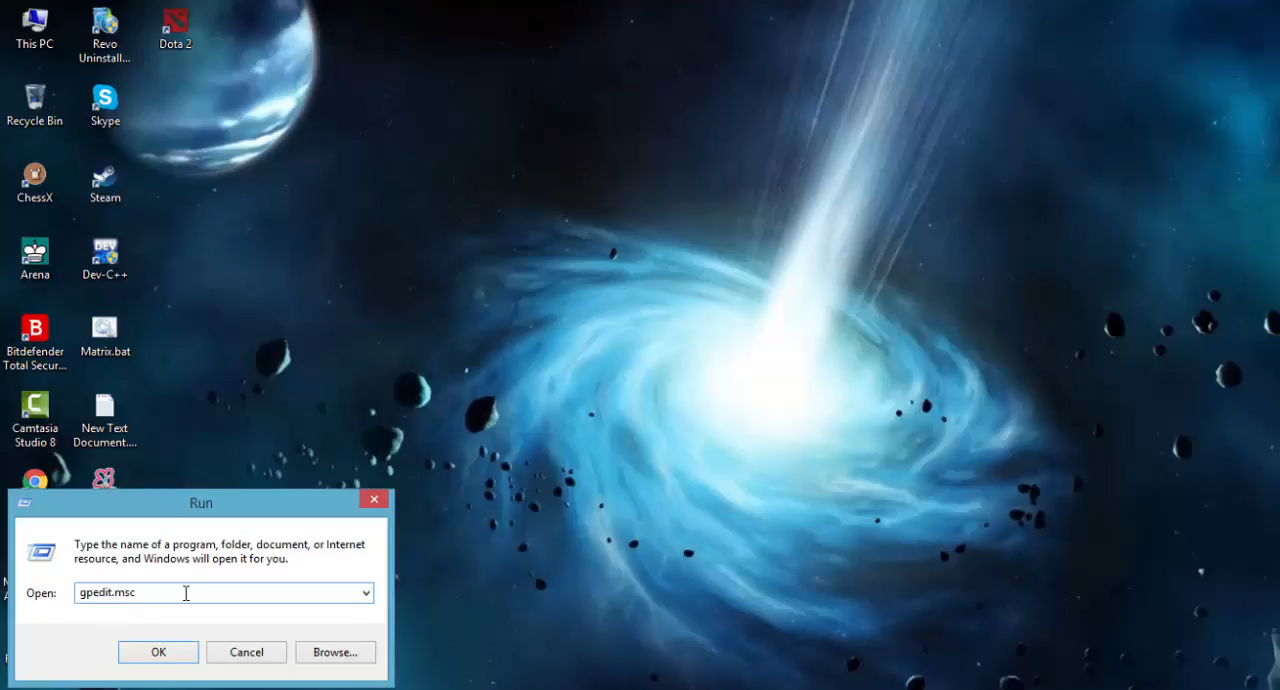 This PC
Revo
Uninstall...
Dota 2
Recycle Bin
Skype
ChessX
Steam
Arena
DEV
Dev-C++
B
Bitdefender
Total Secur...
Matrix.bat
Camtasia
Studio 8
New Text
Document....
Run
Type the name of a program, folder, document, or Internet
resource, and Windows will open it for you.
Open:
gpedit.msc
OK
Cancel
Browse...